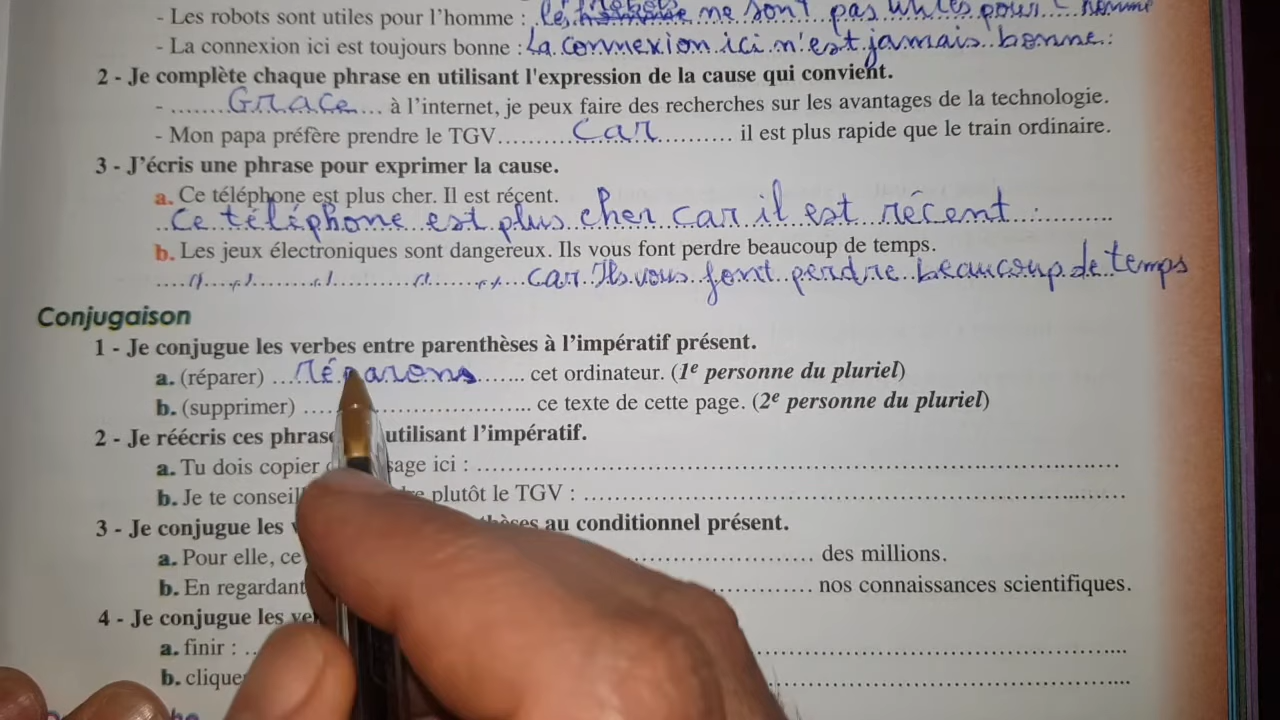 - Les robots sont utiles pour l'homme : les ne sont pas utiles pour l'homme
- La connexion ici est toujours bonne : La connexion ici n'est jamais bonne.
2 - Je complète chaque phrase en utilisant l'expression de la cause qui convient.
- ....... Grace ... à l'internet, je peux faire des recherches sur les avantages de la technologie.
- Mon papa préfère prendre le TGV ........... car .......... il est plus rapide que le train ordinaire.
3 - J'écris une phrase pour exprimer la cause.
a. Ce téléphone est plus cher. Il est récent.
Ce téléphone est plus cher car il est récent.
b. Les jeux électroniques sont dangereux. Ils vous font perdre beaucoup de temps.
" " " " " car Ils vous font perdre beaucoup de temps
Conjugaison
1 - Je conjugue les verbes entre parenthèses à l'impératif présent.
a. (réparer) ... réparons ....... cet ordinateur. (1e personne du pluriel)
b. (supprimer) ..................................... ce texte de cette page. (2e personne du pluriel)
2 - Je réécris ces phrase utilisant l'impératif.
a. Tu dois copier sage ici : ..........................................................
b. Je te conseil plutôt le TGV : ..........................................................
3 - Je conjugue les au conditionnel présent.
a. Pour elle, ce .............................. des millions.
b. En regardant .............. nos connaissances scientifiques.
4 - Je conjugue les
a. finir : ..........................................................
b. clique ..........................................................